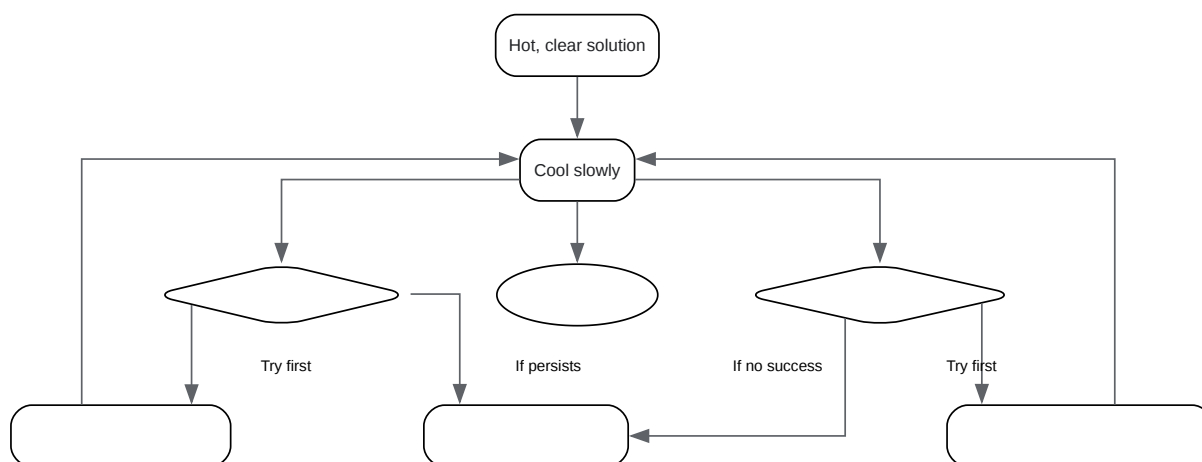 Hot, clear solution
Cool slowly
Try first
If persists
If no success
Try first